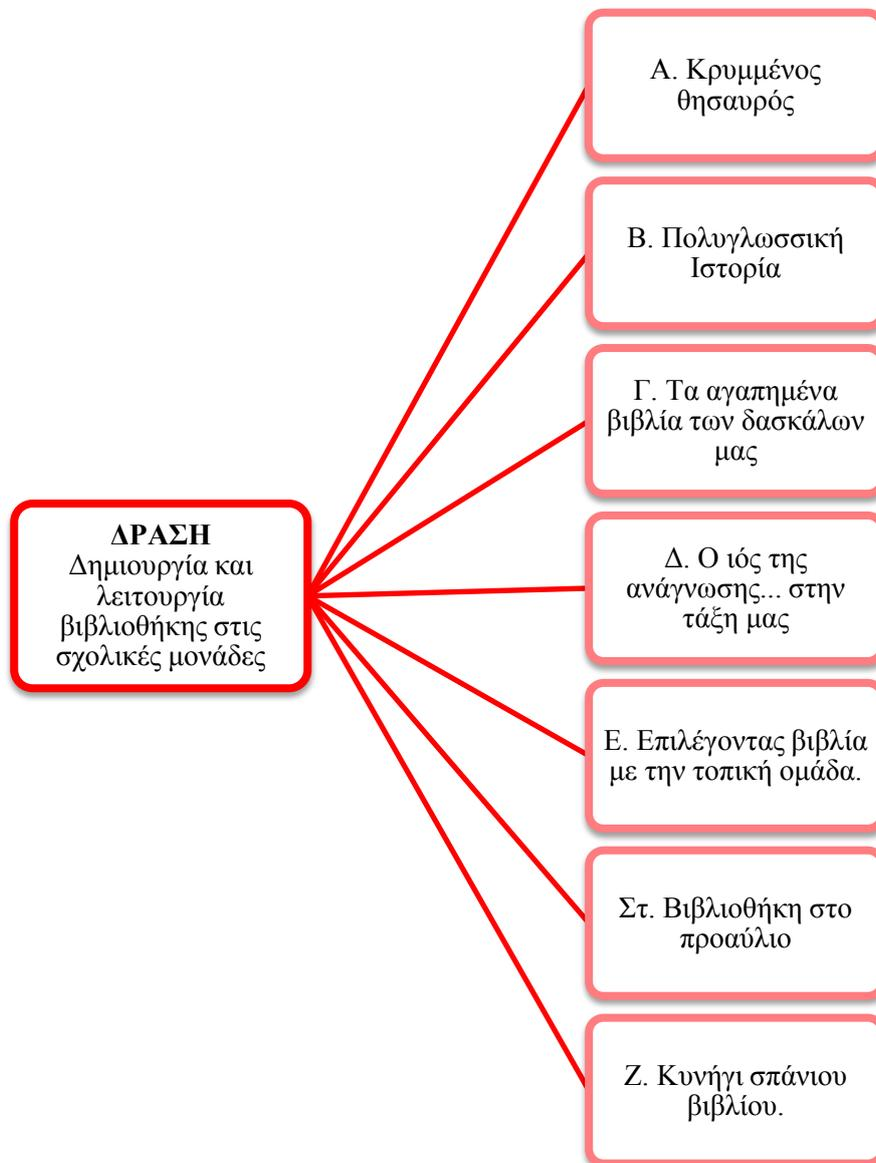 Α. Κρυμμένος
θησαυρός
Β. Πολυγλωσσική
Ιστορία
Γ. Τα αγαπημένα
βιβλία των δασκάλων
μας
ΔΡΑΣΗ
Δημιουργία και
λειτουργία
βιβλιοθήκης στις
σχολικές μονάδες
Δ. Ο ιός της
ανάγνωσης... στην
τάξη μας
Ε. Επιλέγοντας βιβλία
με την τοπική ομάδα.
Στ. Βιβλιοθήκη στο
προαύλιο
Ζ. Κυνήγι σπάνιου
βιβλίου.